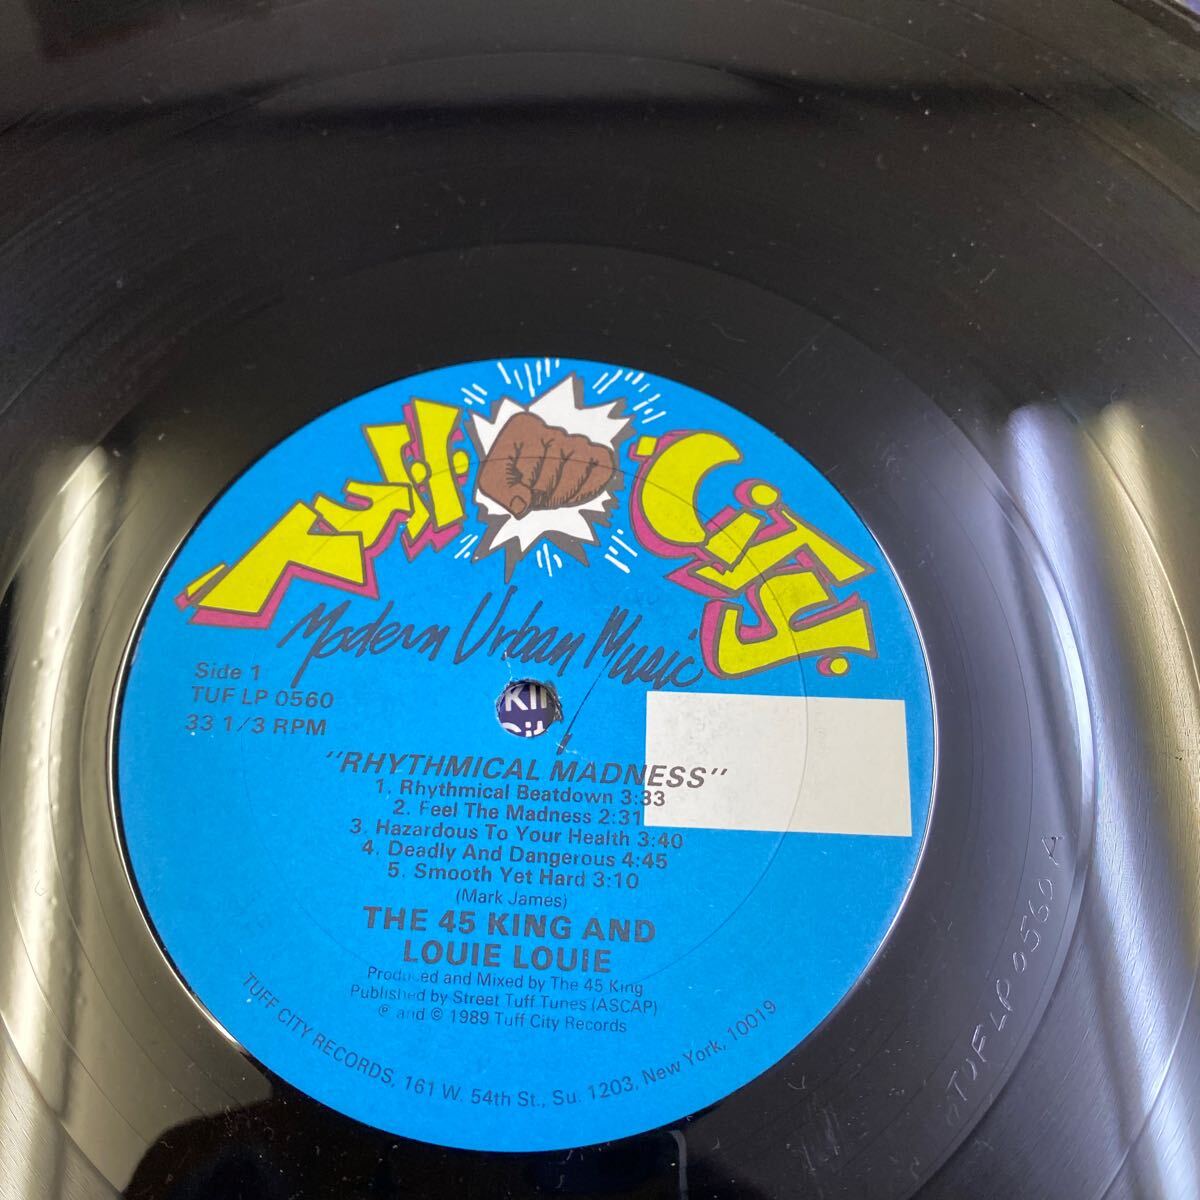 Tuff City
Modern Urban Music
Side 1
TUF LP 0560
33 1/3 RPM
"RHYTHMICAL MADNESS"
1. Rhythmical Beatdown 3:33
2. Feel The Madness 2:31
3. Hazardous To Your Health 3:40
4. Deadly And Dangerous 4:45
5. Smooth Yet Hard 3:10
(Mark James)
THE 45 KING AND
LOUIE LOUIE
Produced and Mixed by The 45 King
Published by Street Tuff Tunes (ASCAP)
℗ and © 1989 Tuff City Records
TUFF CITY RECORDS, 161 W. 54th St., Su. 1203, New York, 10019
TUF LP 0560 A